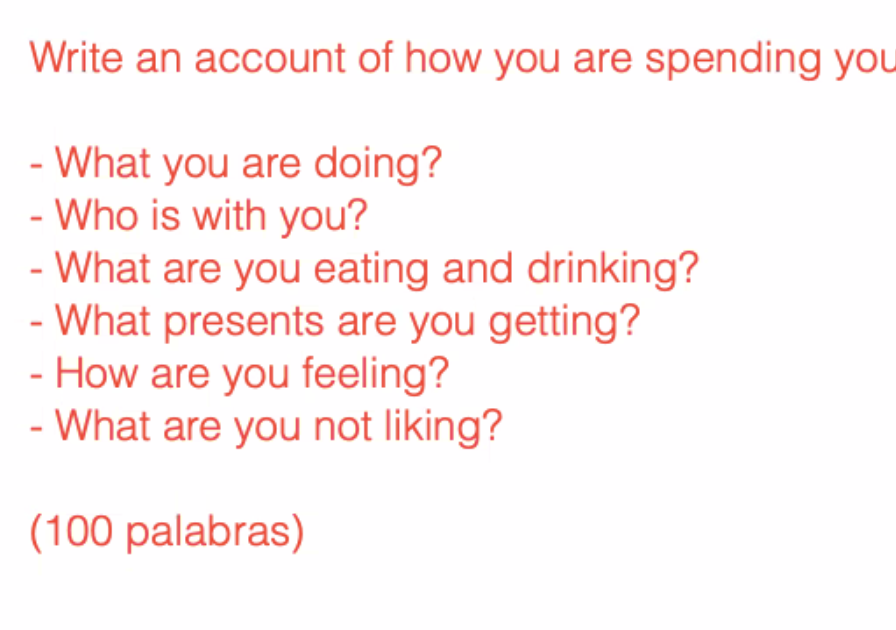 Write an account of how you are spending
- What you are doing?
- Who is with you?
- What are you eating and drinking?
- What presents are you getting?
- How are you feeling?
- What are you not liking?
(100 palabras)